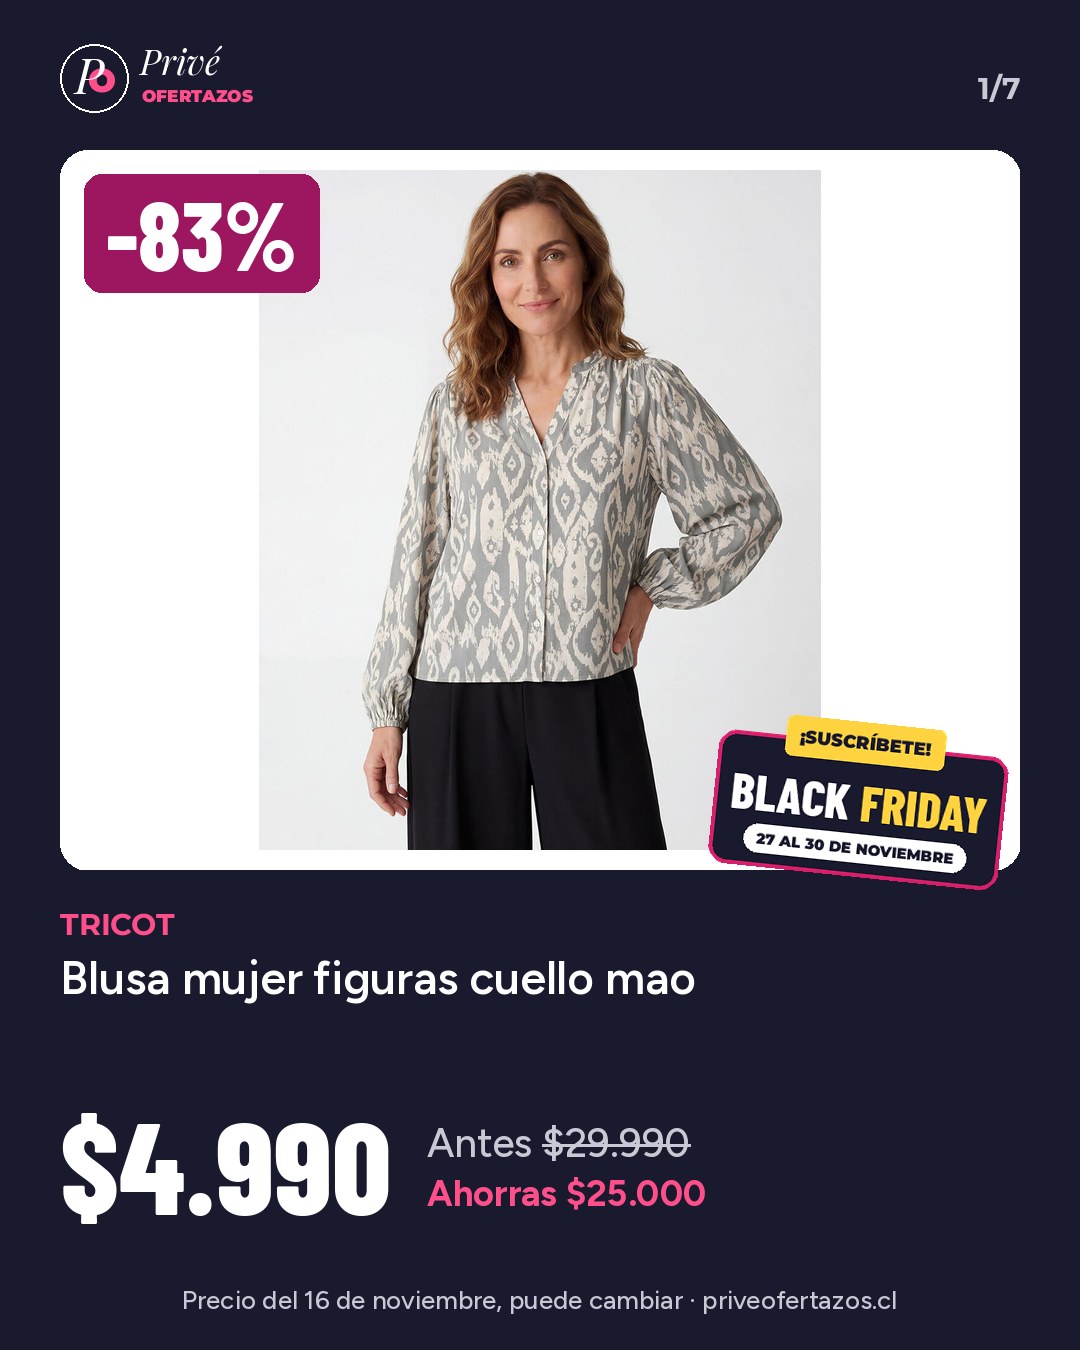 Privé
OFERTAZOS
1/7
-83%
¡SUSCRÍBETE!
BLACK FRIDAY
27 AL 30 DE NOVIEMBRE
TRICOT
Blusa mujer figuras cuello mao
$4.990
Antes $29.990
Ahorras $25.000
Precio del 16 de noviembre, puede cambiar · priveofertazos.cl